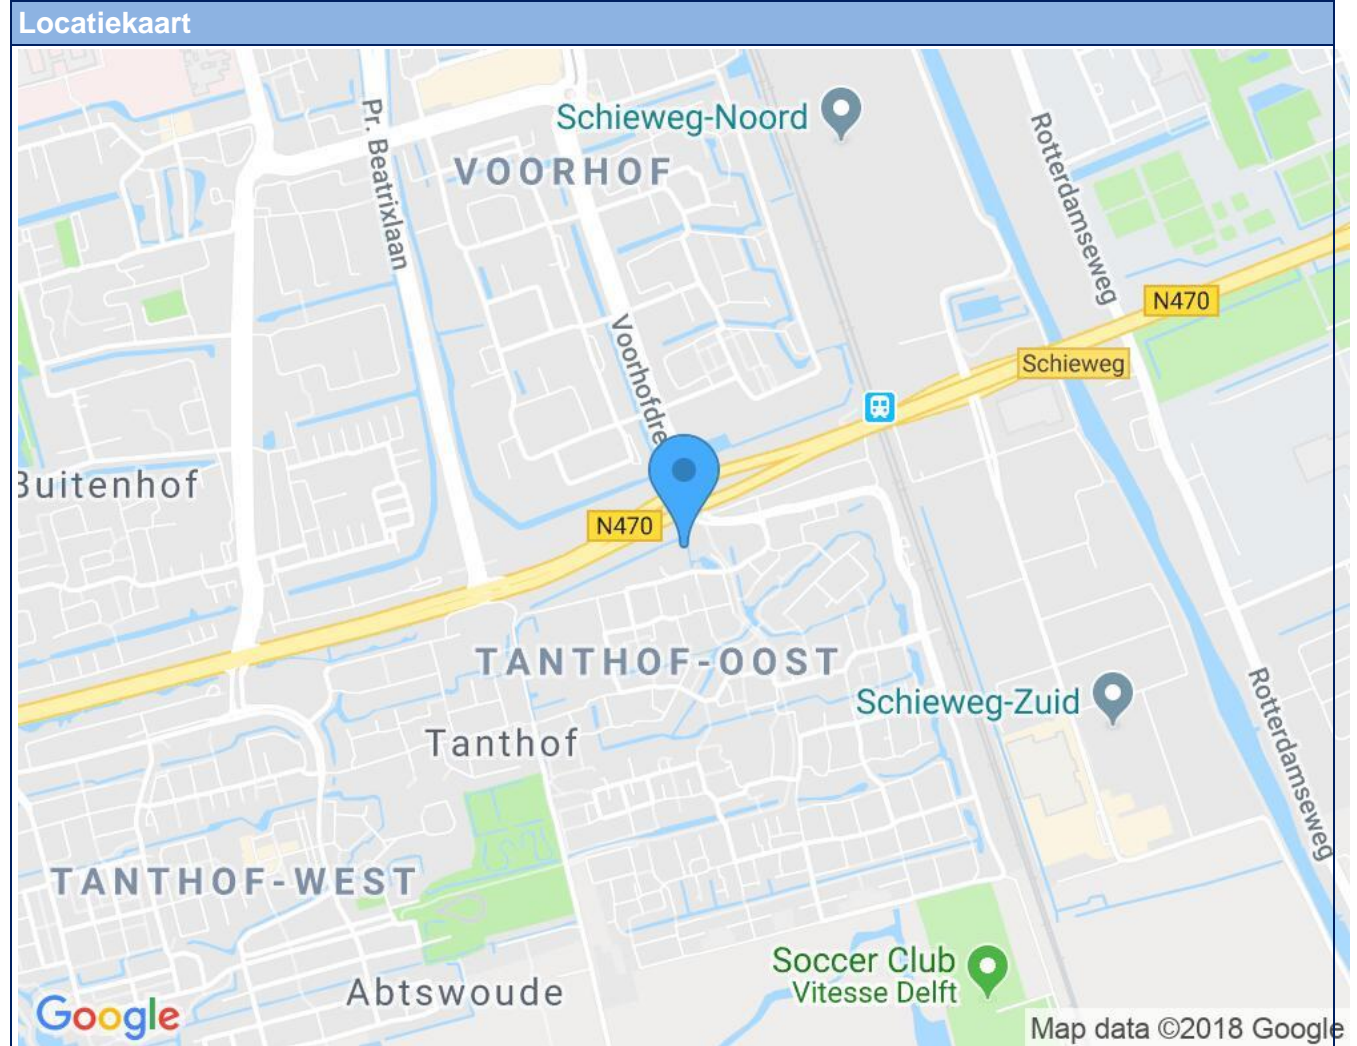 Locatiekaart
Schieweg-Noord
Pr. Beatrixlaan
VOORHOF
Rotterdamseweg
N470
Voorhofdre
Schieweg
Buitenhof
N470
TANTHOF-OOST
Schieweg-Zuid
Tanthof
Rotterdamseweg
TANTHOF-WEST
Soccer Club
Vitesse Delft
Abtswoude
Google
Map data ©2018 Google